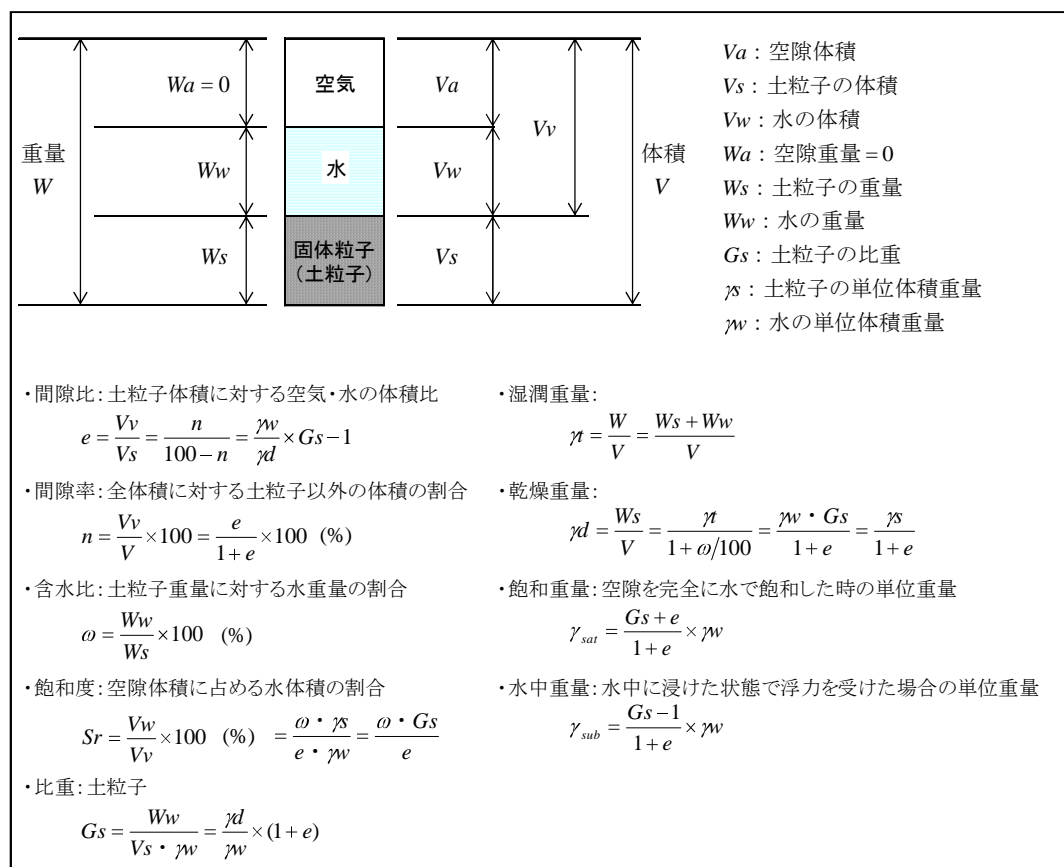 重量
W
Wa = 0
Ww
Ws
空気
水
固体粒子
（土粒子）
Va
Vw
Vs
Vv
体積
V
Va：空隙体積
Vs：土粒子の体積
Vw：水の体積
Wa：空隙重量＝0
Ws：土粒子の重量
Ww：水の重量
Gs：土粒子の比重
γs：土粒子の単位体積重量
γw：水の単位体積重量
・間隙比：土粒子体積に対する空気・水の体積比
e = Vv/Vs = n/(100−n) = γw/γd × Gs − 1
・間隙率：全体積に対する土粒子以外の体積の割合
n = Vv/V × 100 = e/(1+e) × 100 (%)
・含水比：土粒子重量に対する水重量の割合
ω = Ww/Ws × 100 (%)
・飽和度：空隙体積に占める水体積の割合
Sr = Vw/Vv × 100 (%) = ω・γs/e・γw = ω・Gs/e
・比重：土粒子
Gs = Ww/Vs・γw = γd/γw × (1+e)
・湿潤重量：
γt = W/V = (Ws+Ww)/V
・乾燥重量：
γd = Ws/V = γt/(1+ω/100) = γw・Gs/(1+e) = γs/(1+e)
・飽和重量：空隙を完全に水で飽和した時の単位重量
γsat = (Gs+e)/(1+e) × γw
・水中重量：水中に浸けた状態で浮力を受けた場合の単位重量
γsub = (Gs−1)/(1+e) × γw